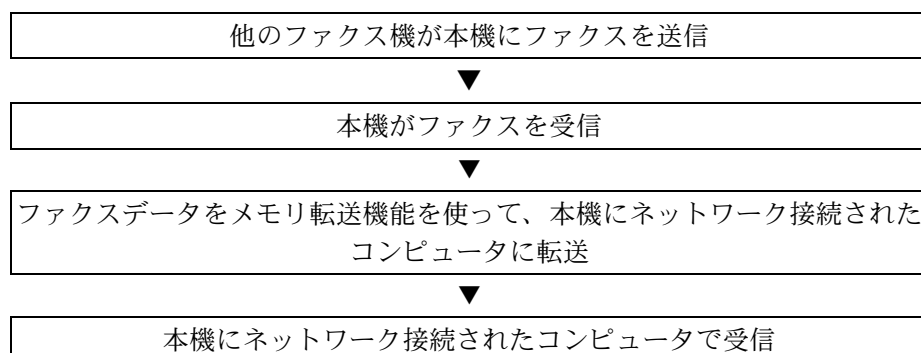 他のファクス機が本機にファクスを送信
▼
本機がファクスを受信
▼
ファクスデータをメモリ転送機能を使って、本機にネットワーク接続された
コンピュータに転送
▼
本機にネットワーク接続されたコンピュータで受信